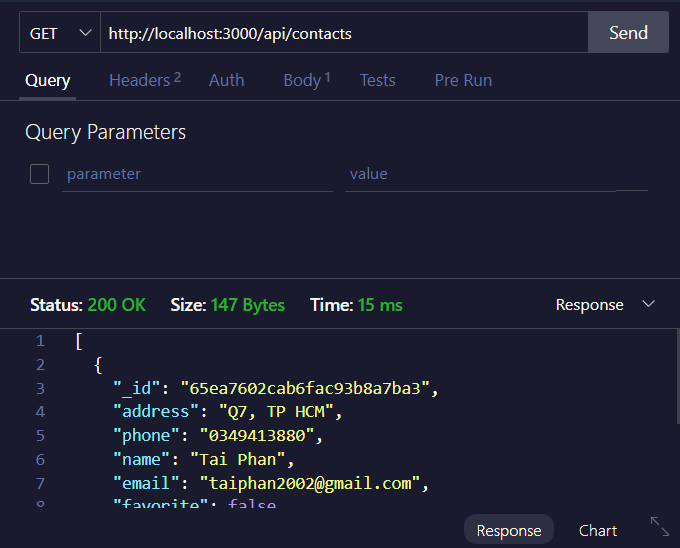 GET http://localhost:3000/api/contacts Send
Query Headers 2 Auth Body 1 Tests Pre Run
Query Parameters
parameter value
Status: 200 OK Size: 147 Bytes Time: 15 ms Response
1 [
2 {
3 "_id": "65ea7602cab6fac93b8a7ba3",
4 "address": "Q7, TP HCM",
5 "phone": "0349413880",
6 "name": "Tai Phan",
7 "email": "taiphan2002@gmail.com",
8 "favorite": false
Response Chart